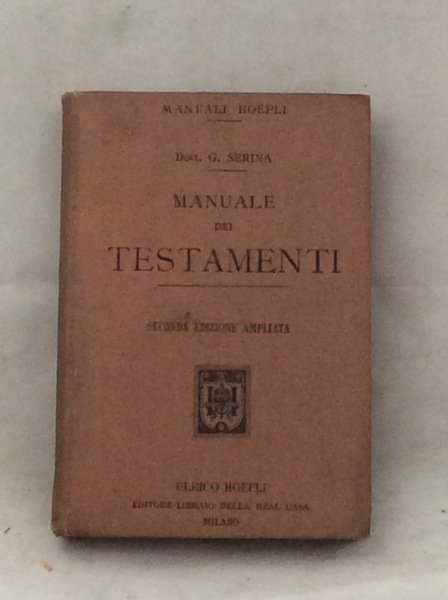 MANUALI HOEPLI
DOTT. G. SERINA
MANUALE
DEI
TESTAMENTI
SECONDA EDIZIONE AMPLIATA
ULRICO HOEPLI
EDITORE-LIBRAIO DELLA REAL CASA
MILANO